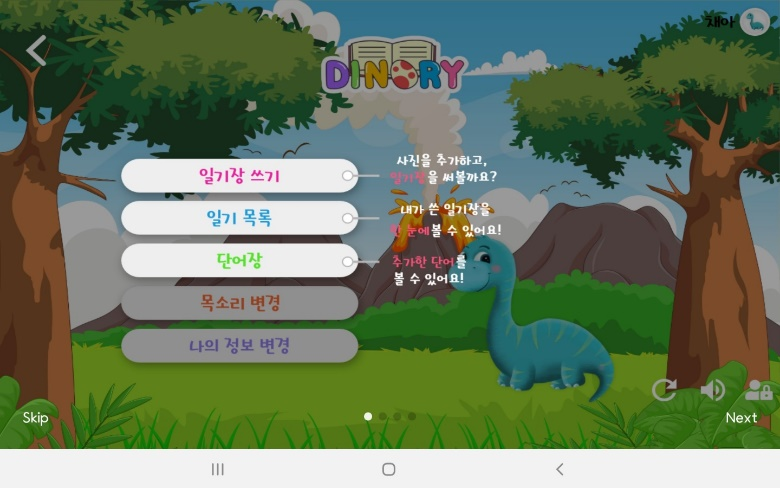 채아
DINORY
일기장 쓰기
사진을 추가하고,
일기장을 써볼까요?
일기 목록
내가 쓴 일기장을
한 눈에볼 수 있어요!
단어장
추가한 단어를
볼 수 있어요!
목소리 변경
나의 정보 변경
Skip
Next